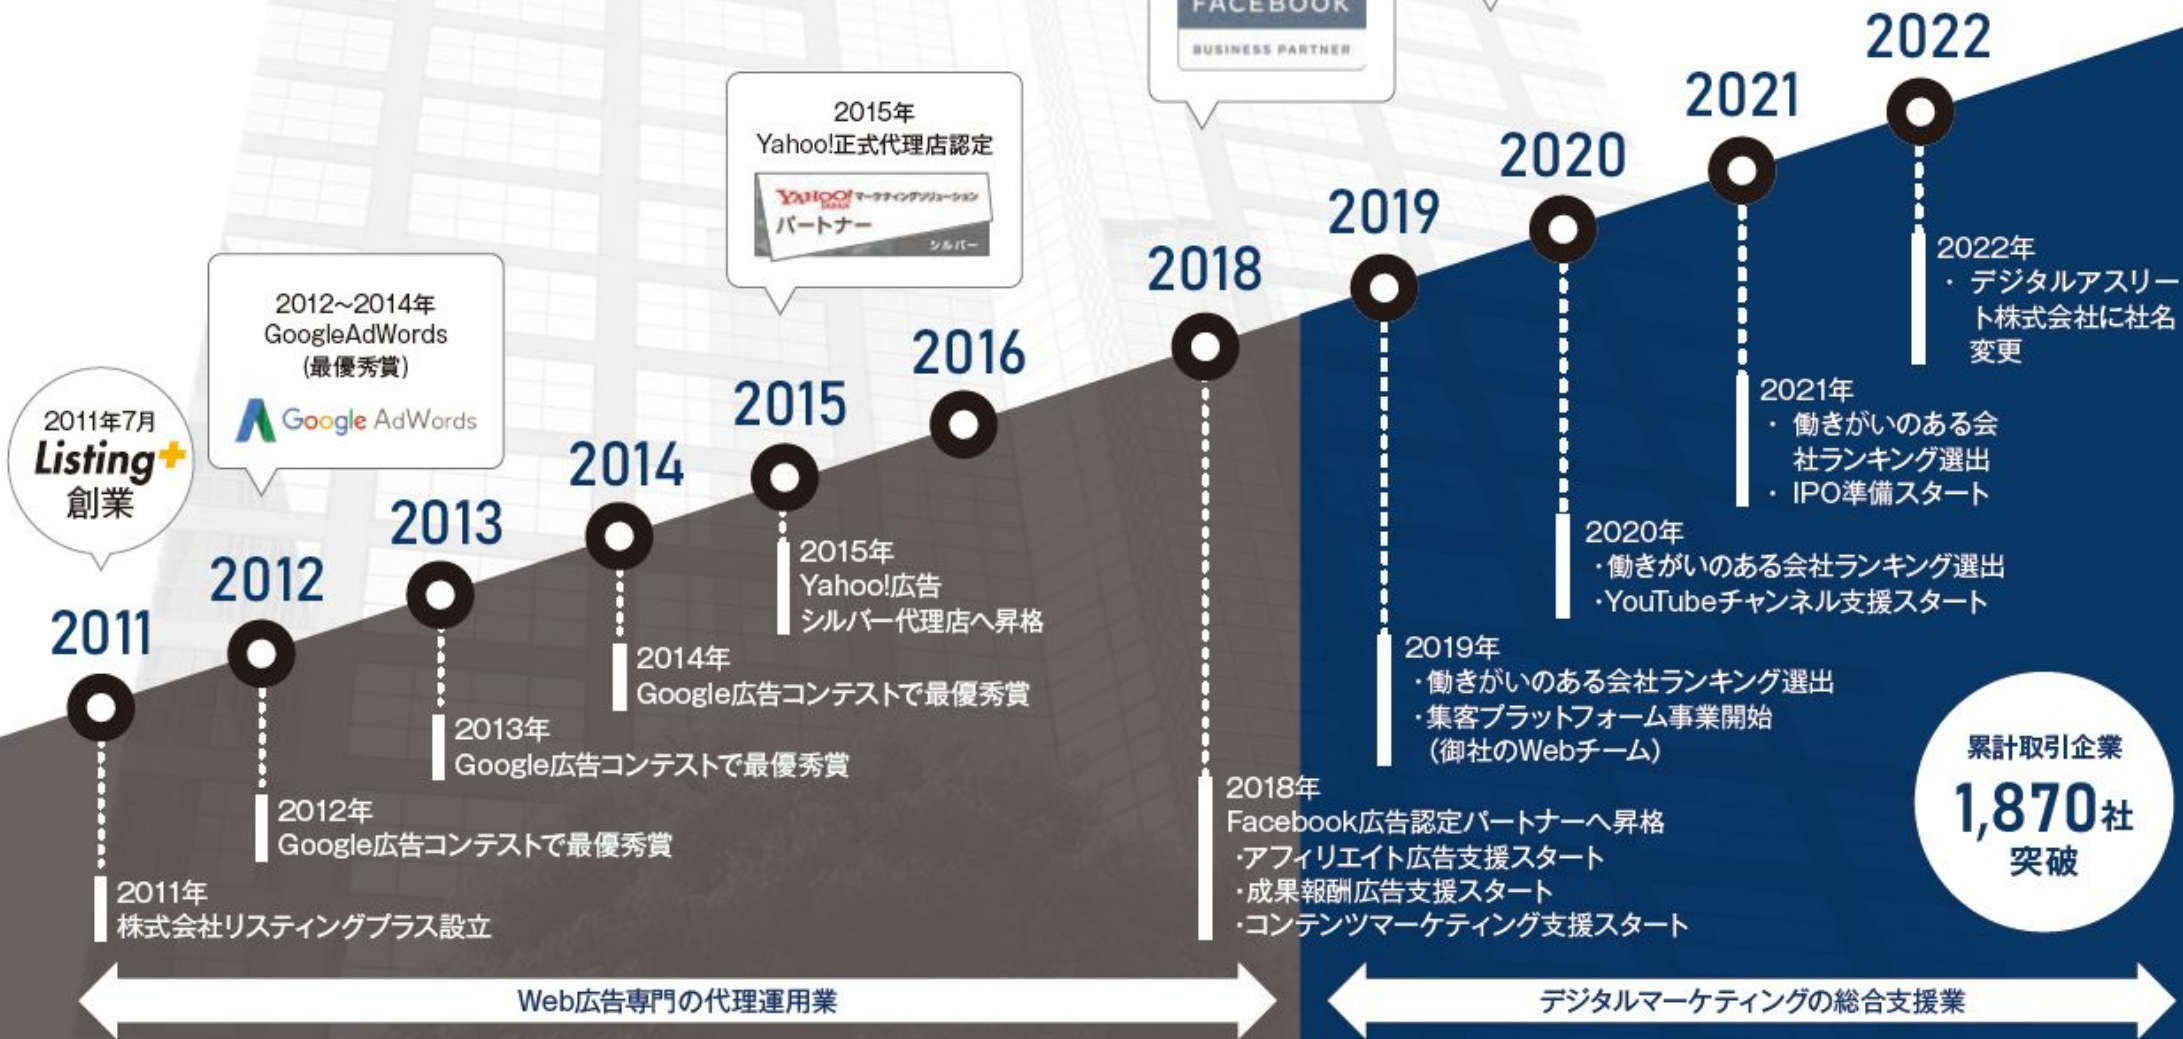 FACEBOOK
BUSINESS PARTNER
2022
2021
2020
2019
2018
2016
2015
2014
2013
2012
2011
2015年
Yahoo!正式代理店認定
YAHOO! マーケティングソリューション
JAPAN
パートナー
シルバー
2012〜2014年
GoogleAdWords
(最優秀賞)
Google AdWords
2011年7月
Listing+
創業
2022年
・ デジタルアスリー
ト株式会社に社名
変更
2021年
・ 働きがいのある会
社ランキング選出
・ IPO準備スタート
2020年
・働きがいのある会社ランキング選出
・YouTubeチャンネル支援スタート
2019年
・働きがいのある会社ランキング選出
・集客プラットフォーム事業開始
（御社のWebチーム）
2018年
Facebook広告認定パートナーへ昇格
・アフィリエイト広告支援スタート
・成果報酬広告支援スタート
・コンテンツマーケティング支援スタート
2015年
Yahoo!広告
シルバー代理店へ昇格
2014年
Google広告コンテストで最優秀賞
2013年
Google広告コンテストで最優秀賞
2012年
Google広告コンテストで最優秀賞
2011年
株式会社リスティングプラス設立
累計取引企業
1,870社
突破
Web広告専門の代理運用業
デジタルマーケティングの総合支援業